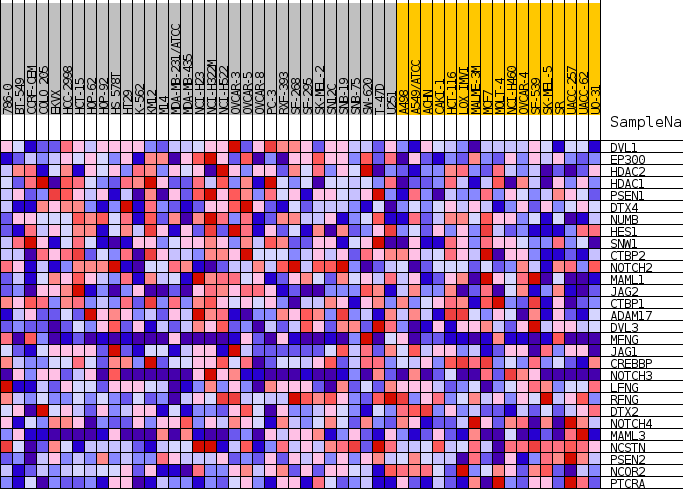 786-0
BT-549
CCRF-CEM
COLO 205
EKVX
HCC-2998
HCT-15
HOP-62
HOP-92
HS 578T
HT29
K-562
KM12
M14
MDA-MB-231/ATCC
MDA-MB-435
NCI-H23
NCI-H322M
NCI-H522
OVCAR-3
OVCAR-5
OVCAR-8
PC-3
RXF-393
SF-268
SF-295
SK-MEL-2
SN12C
SNB-19
SNB-75
SW-620
T-47D
U251
A498
A549/ATCC
ACHN
CAKI-1
HCT-116
LOX IMVI
MALME-3M
MCF7
MOLT-4
NCI-H460
OVCAR-4
SF-539
SK-MEL-5
SR
UACC-257
UACC-62
UO-31
SampleNa
DVL1
EP300
HDAC2
HDAC1
PSEN1
DTX4
NUMB
HES1
SNW1
CTBP2
NOTCH2
MAML1
JAG2
CTBP1
ADAM17
DVL3
MFNG
JAG1
CREBBP
NOTCH3
LFNG
RFNG
DTX2
NOTCH4
MAML3
NCSTN
PSEN2
NCOR2
PTCRA